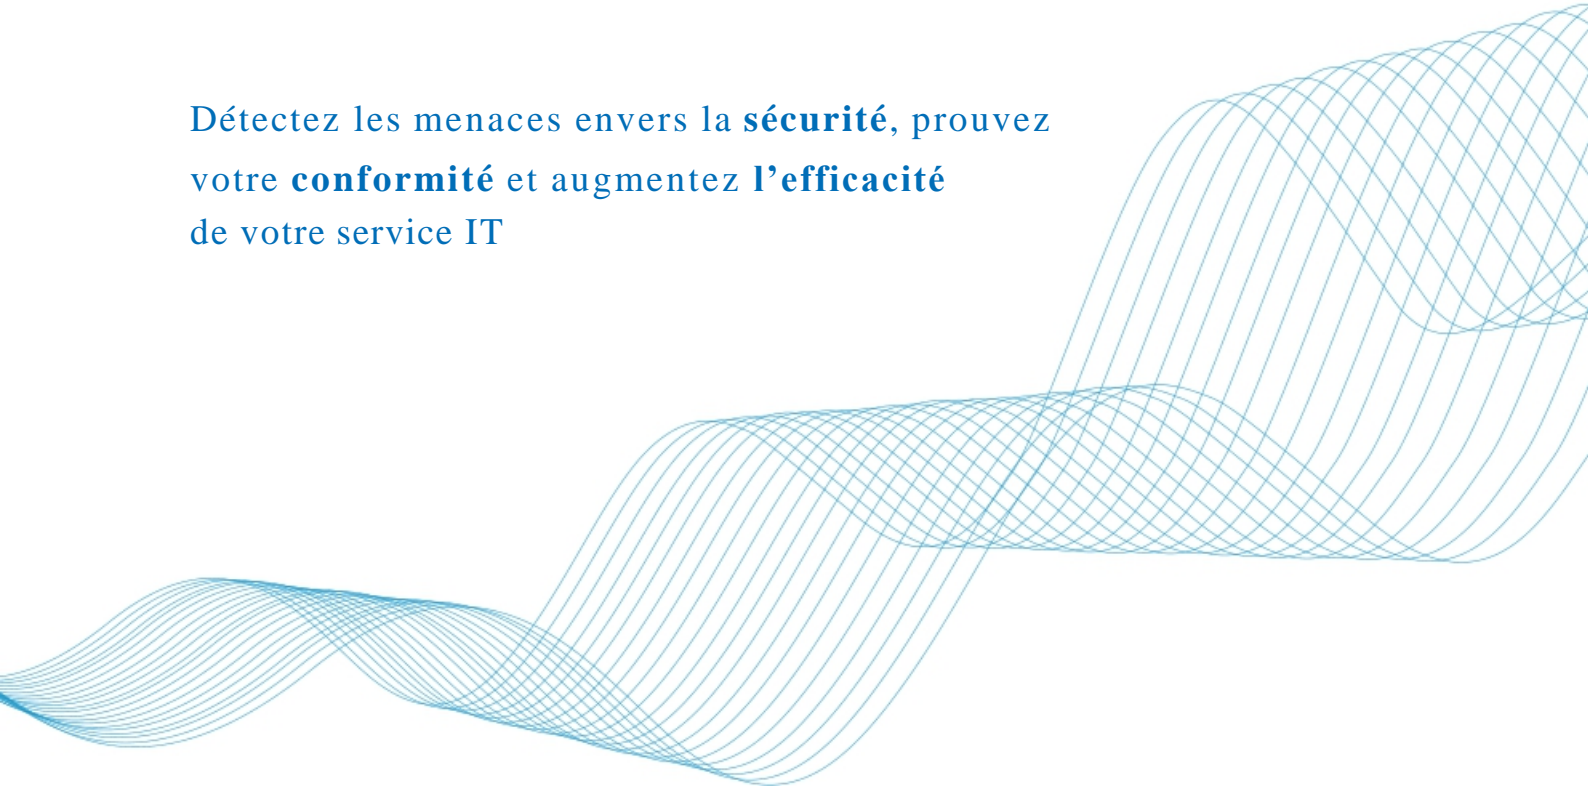 Détectez les menaces envers la sécurité, prouvez
votre conformité et augmentez l’efficacité
de votre service IT